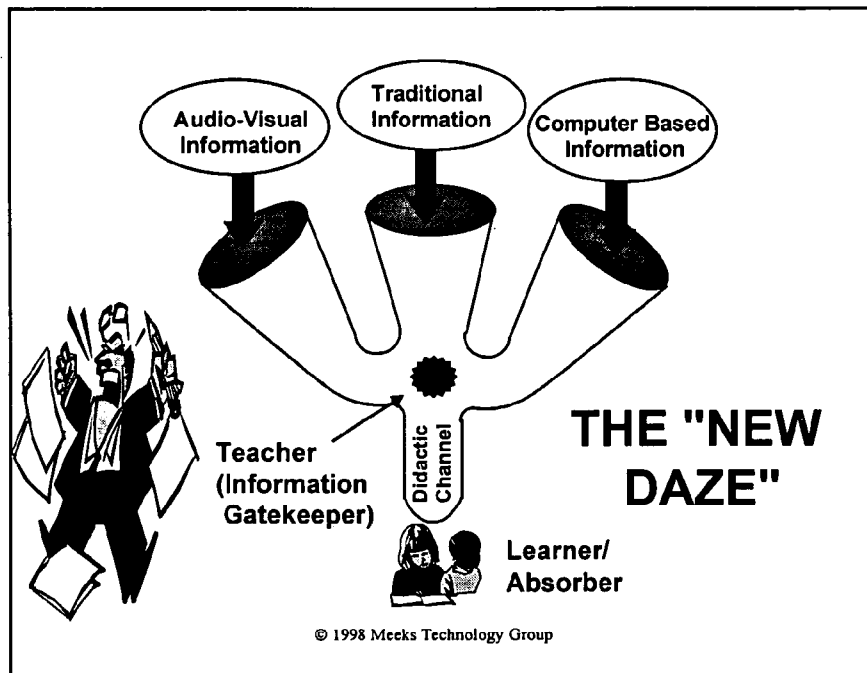 Audio-Visual
Information
Traditional
Information
Computer Based
Information
Teacher
(Information
Gatekeeper)
Didactic
Channel
THE "NEW
DAZE"
Learner/
Absorber
© 1998 Meeks Technology Group